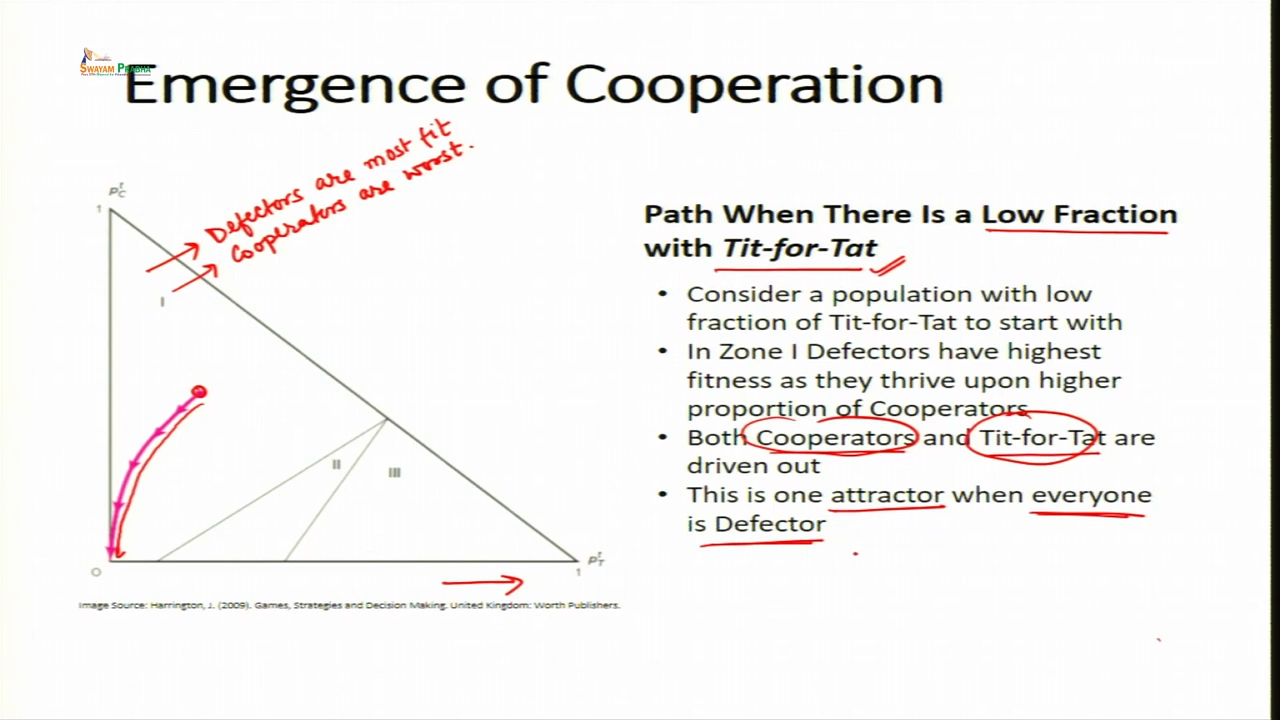 SWAYAM PRABHA
Emergence of Cooperation
Defectors are most fit
Cooperators are worst.
p_C^t
1
I
II
III
O
1
p_T^t
Image Source: Harrington, J. (2009). Games, Strategies and Decision Making. United Kingdom: Worth Publishers.
Path When There Is a Low Fraction
with Tit-for-Tat
• Consider a population with low
fraction of Tit-for-Tat to start with
• In Zone I Defectors have highest
fitness as they thrive upon higher
proportion of Cooperators
• Both Cooperators and Tit-for-Tat are
driven out
• This is one attractor when everyone
is Defector